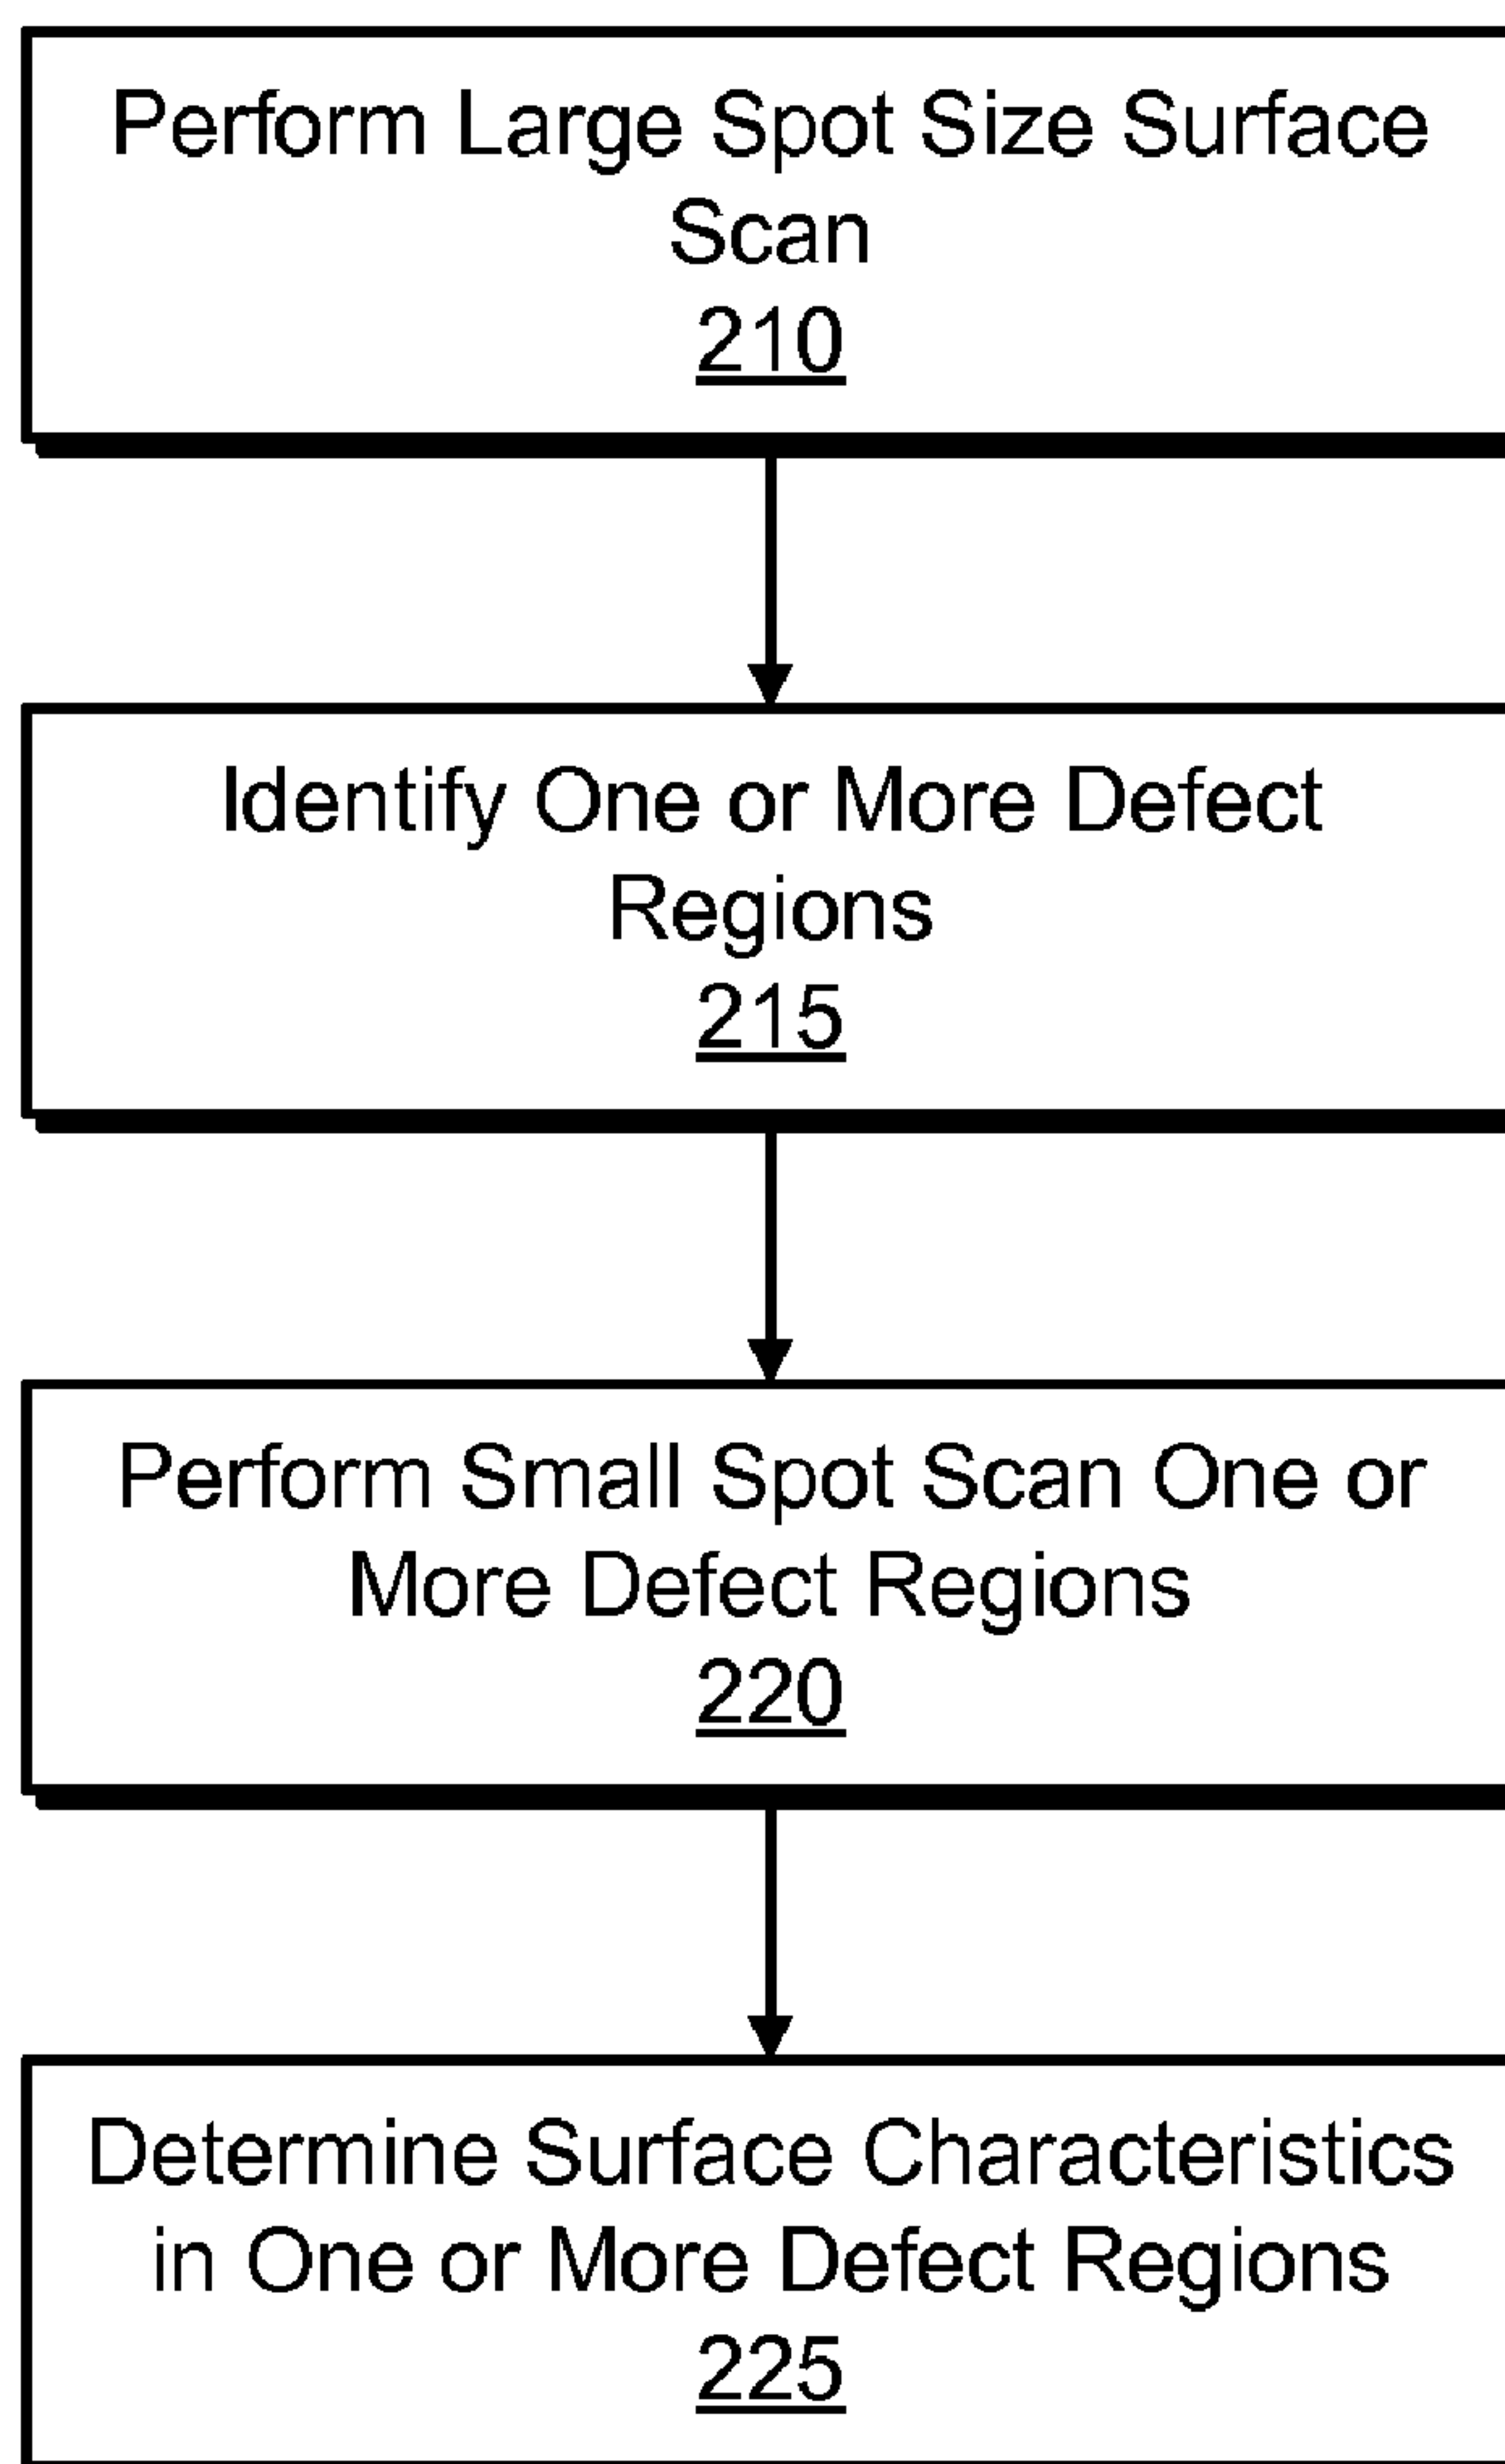 Perform Large Spot Size Surface
Scan
210
Identify One or More Defect
Regions
215
Perform Small Spot Scan One or
More Defect Regions
220
Determine Surface Characteristics
in One or More Defect Regions
225